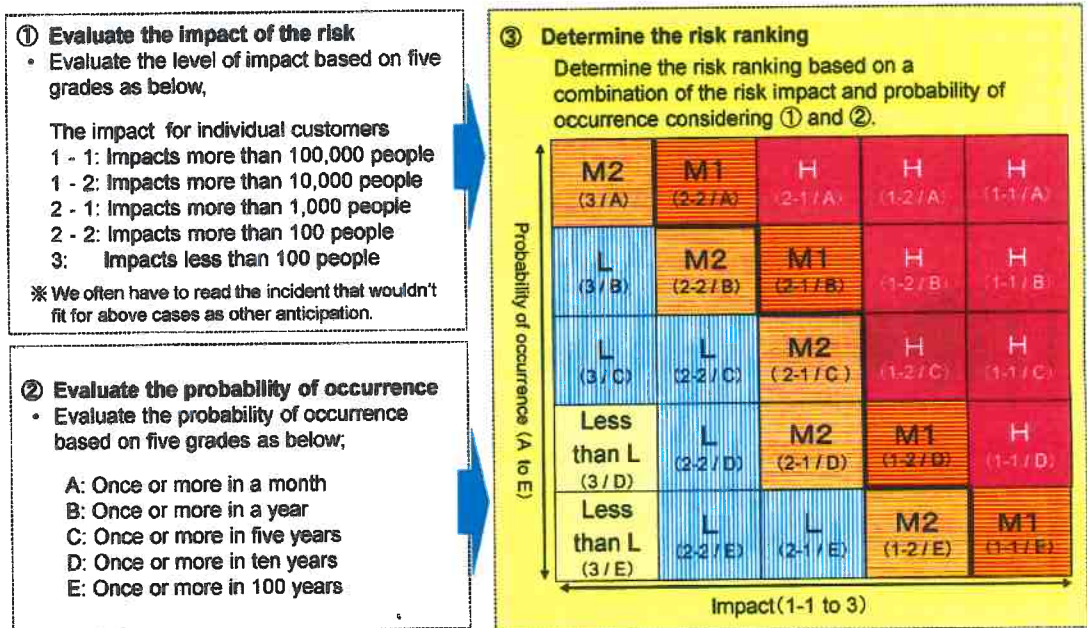 ① Evaluate the impact of the risk
• Evaluate the level of impact based on five
grades as below,
The impact for individual customers
1 - 1: Impacts more than 100,000 people
1 - 2: Impacts more than 10,000 people
2 - 1: Impacts more than 1,000 people
2 - 2: Impacts more than 100 people
3: Impacts less than 100 people
※ We often have to read the incident that wouldn't
fit for above cases as other anticipation.
② Evaluate the probability of occurrence
• Evaluate the probability of occurrence
based on five grades as below;
A: Once or more in a month
B: Once or more in a year
C: Once or more in five years
D: Once or more in ten years
E: Once or more in 100 years
③ Determine the risk ranking
Determine the risk ranking based on a
combination of the risk impact and probability of
occurrence considering ① and ②.
Probability of occurrence (A to E)
M2 M1 H H H
(3 / A) (2-2 / A) (2-1 / A) (1-2 / A) (1-1 / A)
L M2 M1 H H
(3 / B) (2-2 / B) (2-1 / B) (1-2 / B) (1-1 / B)
L L M2 H H
(3 / C) (2-2 / C) (2-1 / C) (1-2 / C) (1-1 / C)
Less
than L
(3 / D)
L M2 M1 H
(2-2 / D) (2-1 / D) (1-2 / D) (1-1 / D)
Less
than L
(3 / E)
L L M2 M1
(2-2 / E) (2-1 / E) (1-2 / E) (1-1 / E)
Impact(1-1 to 3)